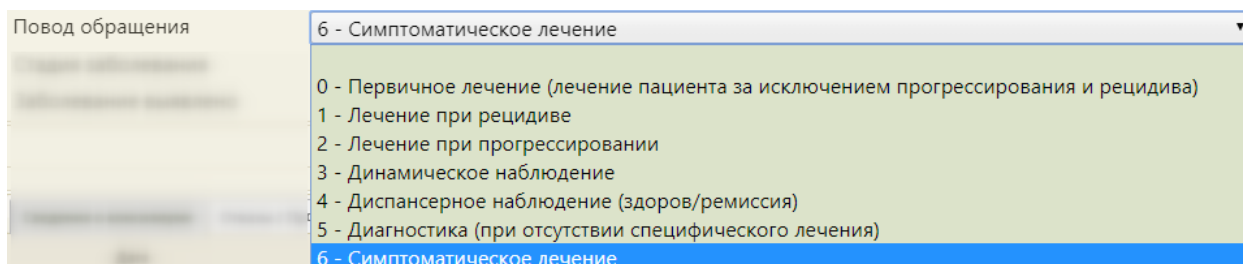 Повод обращения
6 - Симптоматическое лечение
0 - Первичное лечение (лечение пациента за исключением прогрессирования и рецидива)
1 - Лечение при рецидиве
2 - Лечение при прогрессировании
3 - Динамическое наблюдение
4 - Диспансерное наблюдение (здоров/ремиссия)
5 - Диагностика (при отсутствии специфического лечения)
6 - Симптоматическое лечение